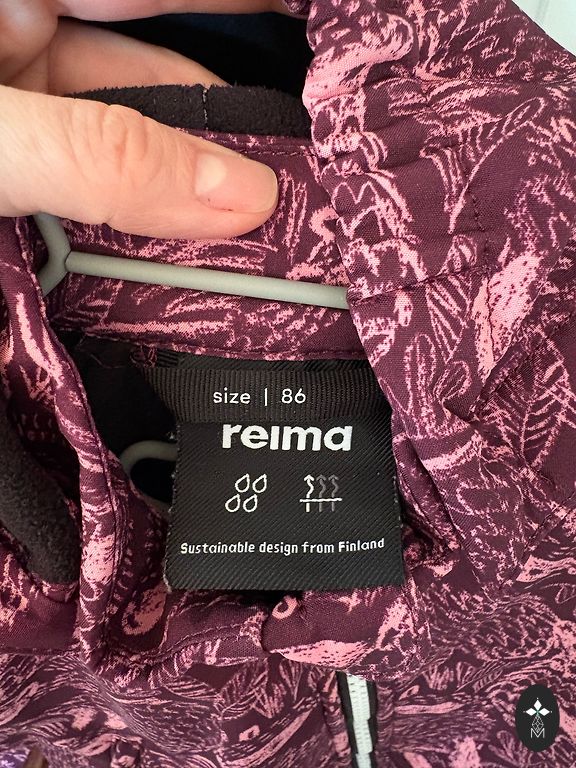 size | 86
reima
Sustainable design from Finland